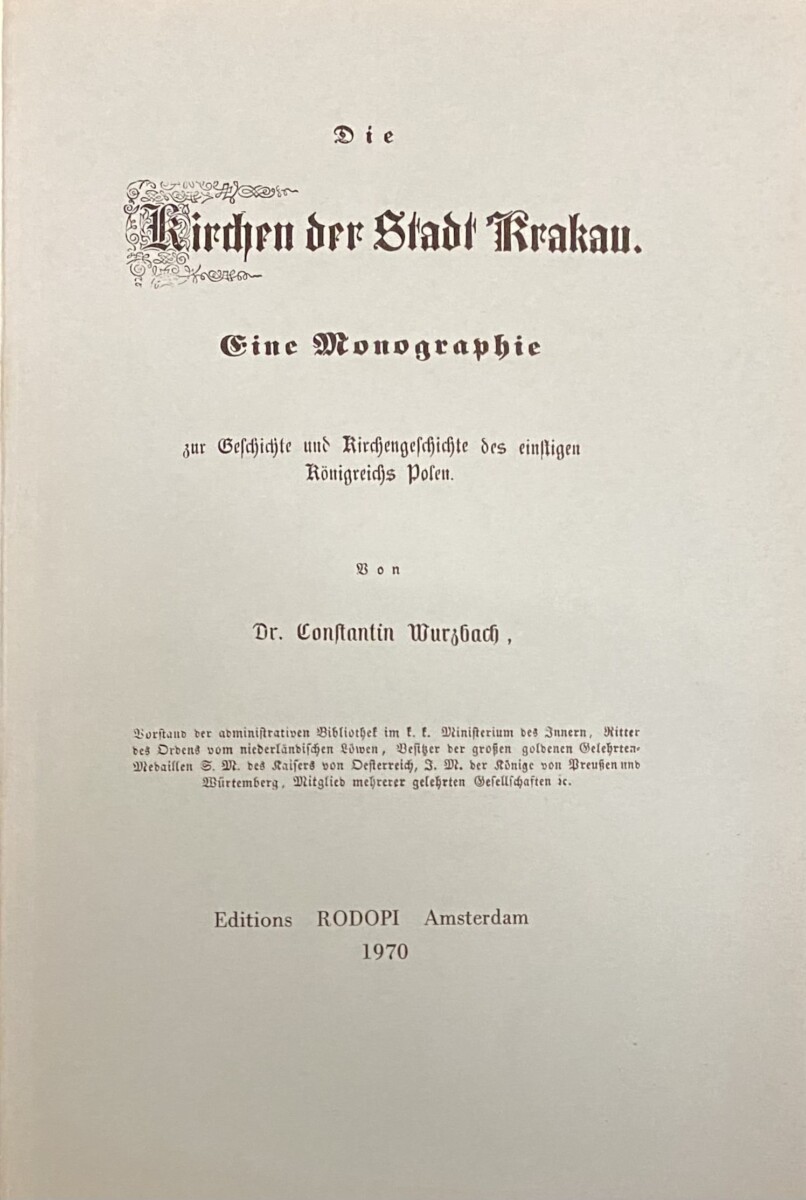 Die
Kirchen der Stadt Krakau.
Eine Monographie
zur Geschichte und Kirchengeschichte des einstigen
Königreichs Polen.
Von
Dr. Constantin Wurzbach,
Vorstand der administrativen Bibliothek im k. k. Ministerium des Innern, Ritter
des Ordens vom niederländischen Löwen, Besitzer der großen goldenen Gelehrten-
Medaillen S. M. des Kaisers von Oesterreich, J. M. der Könige von Preußen und
Würtemberg, Mitglied mehrerer gelehrten Gesellschaften ꝛc.
Editions RODOPI Amsterdam
1970